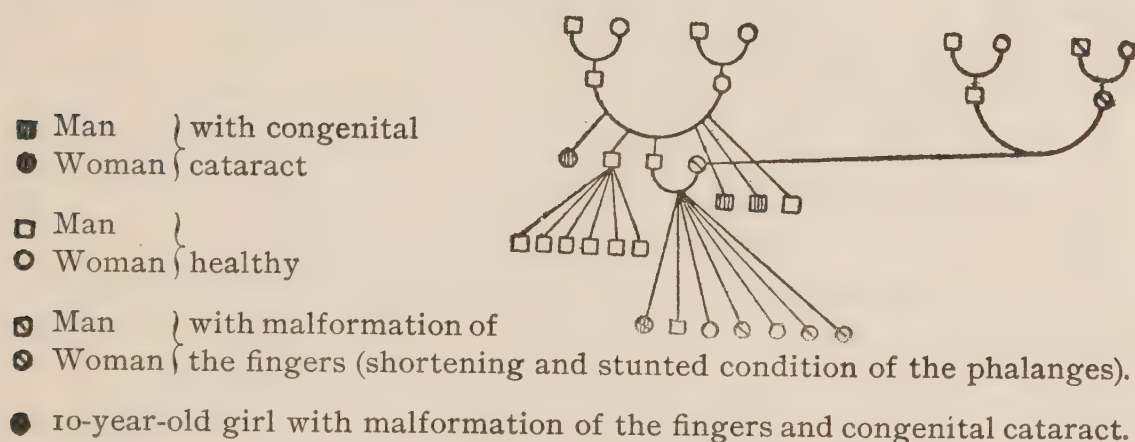 Man } with congenital
Woman } cataract
Man }
Woman } healthy
Man } with malformation of
Woman } the fingers (shortening and stunted condition of the phalanges).
10-year-old girl with malformation of the fingers and congenital cataract.